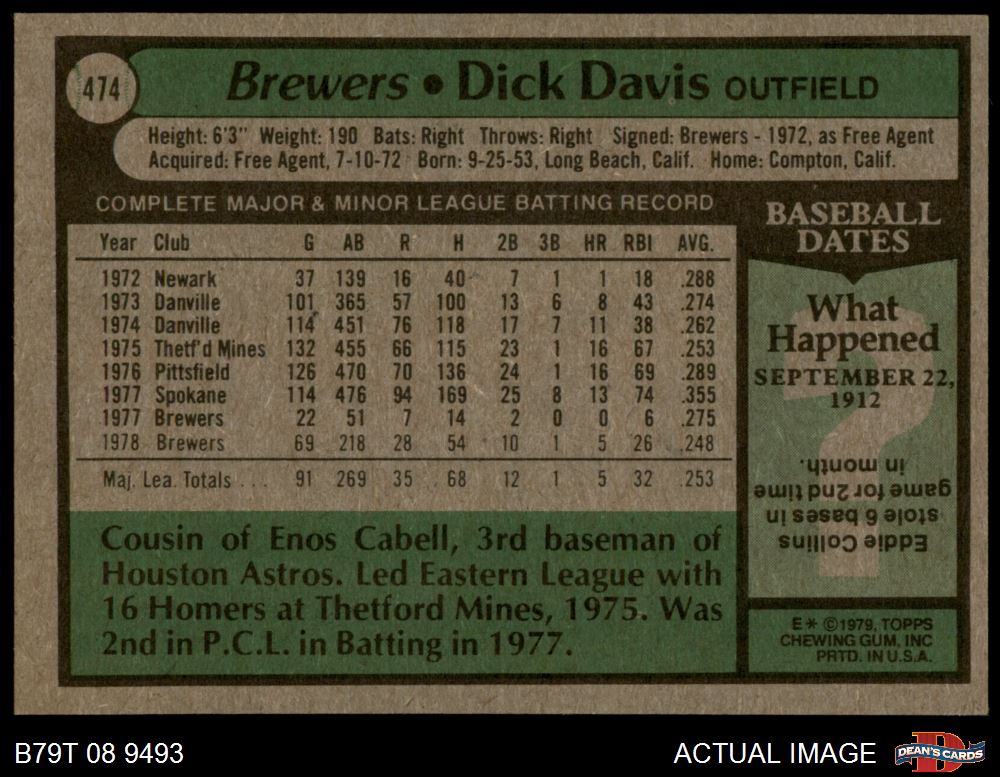 474
Brewers • Dick Davis OUTFIELD
Height: 6'3" Weight: 190 Bats: Right Throws: Right Signed: Brewers - 1972, as Free Agent
Acquired: Free Agent, 7-10-72 Born: 9-25-53, Long Beach, Calif. Home: Compton, Calif.
COMPLETE MAJOR & MINOR LEAGUE BATTING RECORD
Year Club G AB R H 2B 3B HR RBI AVG.
1972 Newark 37 139 16 40 7 1 1 18 .288
1973 Danville 101 365 57 100 13 6 8 43 .274
1974 Danville 114 451 76 118 17 7 11 38 .262
1975 Thetf'd Mines 132 455 66 115 23 1 16 67 .253
1976 Pittsfield 126 470 70 136 24 1 16 69 .289
1977 Spokane 114 476 94 169 25 8 13 74 .355
1977 Brewers 22 51 7 14 2 0 0 6 .275
1978 Brewers 69 218 28 54 10 1 5 26 .248
Maj. Lea. Totals ... 91 269 35 68 12 1 5 32 .253
Cousin of Enos Cabell, 3rd baseman of
Houston Astros. Led Eastern League with
16 Homers at Thetford Mines, 1975. Was
2nd in P.C.L. in Batting in 1977.
BASEBALL
DATES
What
Happened
SEPTEMBER 22,
1912
?
Eddie Collins
stole 6 bases in
game for 2nd time
in month.
E* ©1979, TOPPS
CHEWING GUM, INC
PRTD. IN U.S.A.
B79T 08 9493
ACTUAL IMAGE
D
DEAN'S CARDS